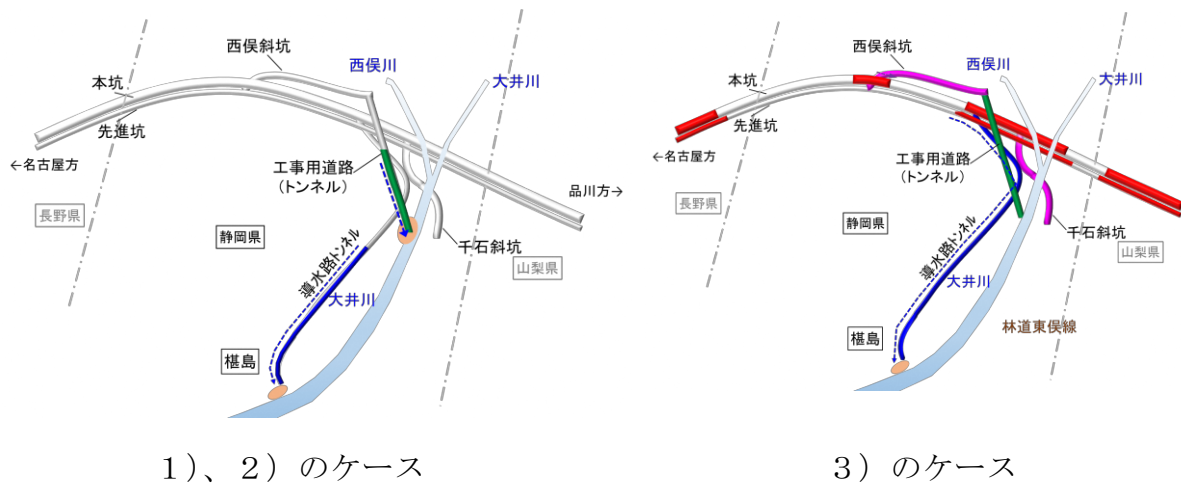 西俣斜坑
西俣川
大井川
本坑
先進坑
←名古屋方
工事用道路
(トンネル)
品川方→
長野県
静岡県
千石斜坑
山梨県
導水路トンネル
大井川
椹島
1)、2)のケース
西俣斜坑
西俣川
大井川
本坑
先進坑
←名古屋方
工事用道路
(トンネル)
品川方→
長野県
静岡県
千石斜坑
山梨県
導水路トンネル
大井川
林道東俣線
椹島
3)のケース